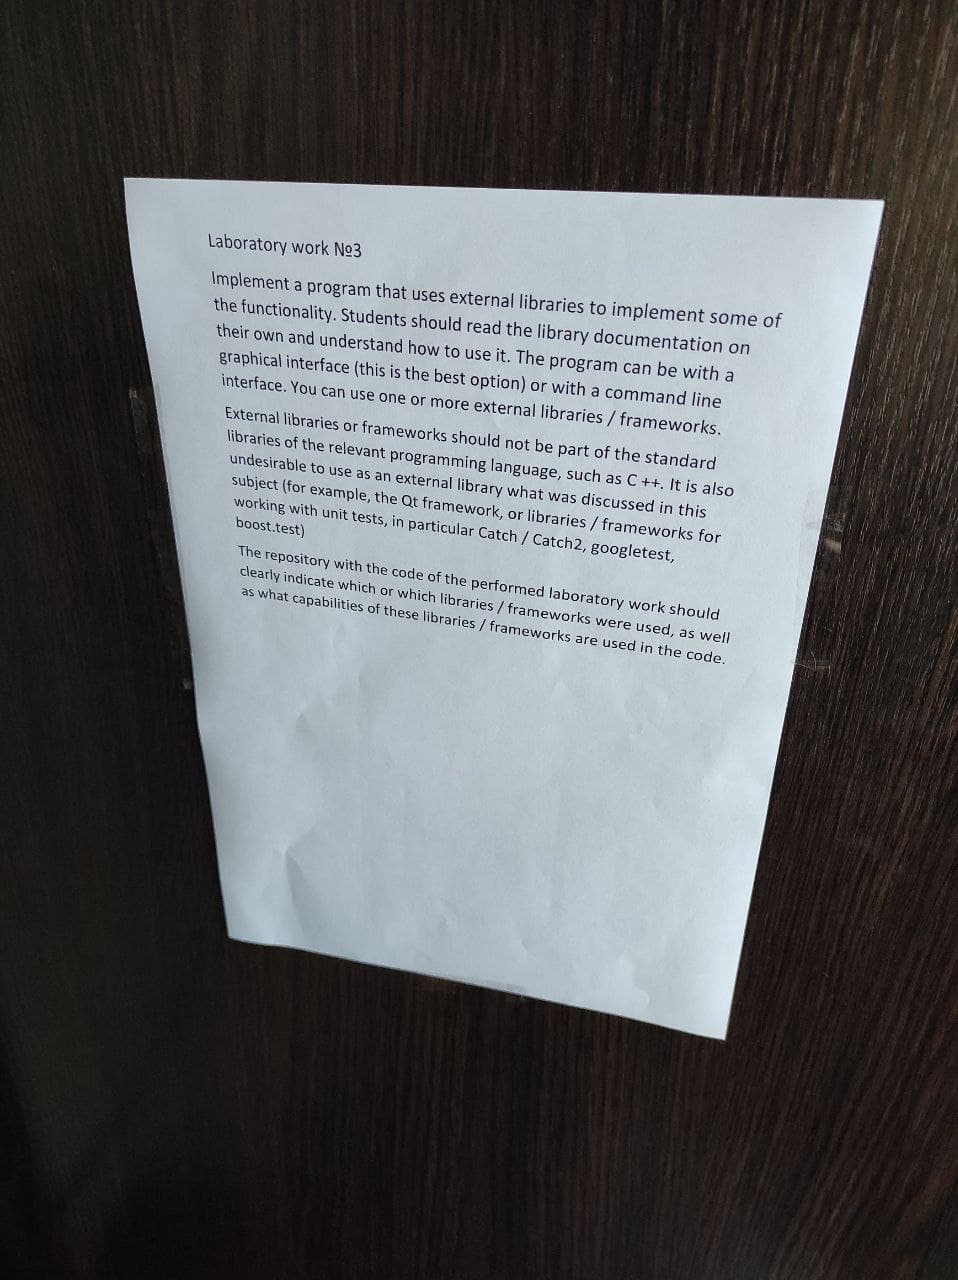 Laboratory work №3
Implement a program that uses external libraries to implement some of
the functionality. Students should read the library documentation on
their own and understand how to use it. The program can be with a
graphical interface (this is the best option) or with a command line
interface. You can use one or more external libraries / frameworks.
External libraries or frameworks should not be part of the standard
libraries of the relevant programming language, such as C ++. It is also
undesirable to use as an external library what was discussed in this
subject (for example, the Qt framework, or libraries / frameworks for
working with unit tests, in particular Catch / Catch2, googletest,
boost.test)
The repository with the code of the performed laboratory work should
clearly indicate which or which libraries / frameworks were used, as well
as what capabilities of these libraries / frameworks are used in the code.